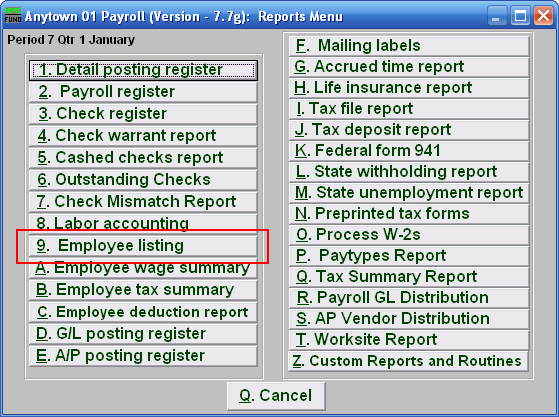 Anytown 01 Payroll (Version - 7.7g): Reports Menu
Period 7 Qtr 1 January
1. Detail posting register
2. Payroll register
3. Check register
4. Check warrant report
5. Cashed checks report
6. Outstanding Checks
7. Check Mismatch Report
8. Labor accounting
9. Employee listing
A. Employee wage summary
B. Employee tax summary
C. Employee deduction report
D. G/L posting register
E. A/P posting register
F. Mailing labels
G. Accrued time report
H. Life insurance report
I. Tax file report
J. Tax deposit report
K. Federal form 941
L. State withholding report
M. State unemployment report
N. Preprinted tax forms
O. Process W-2s
P. Paytypes Report
Q. Tax Summary Report
R. Payroll GL Distribution
S. AP Vendor Distribution
T. Worksite Report
Z. Custom Reports and Routines
Q. Cancel